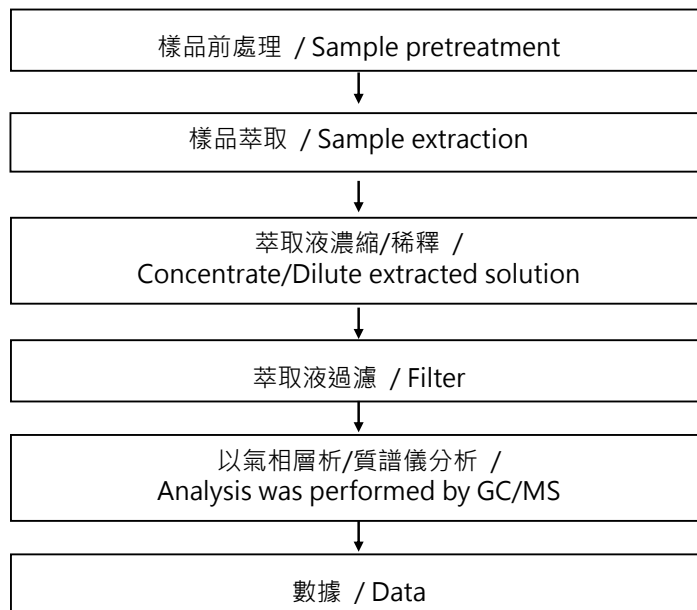 樣品前處理 / Sample pretreatment
樣品萃取 / Sample extraction
萃取液濃縮/稀釋 /
Concentrate/Dilute extracted solution
萃取液過濾 / Filter
以氣相層析/質譜儀分析 /
Analysis was performed by GC/MS
數據 / Data